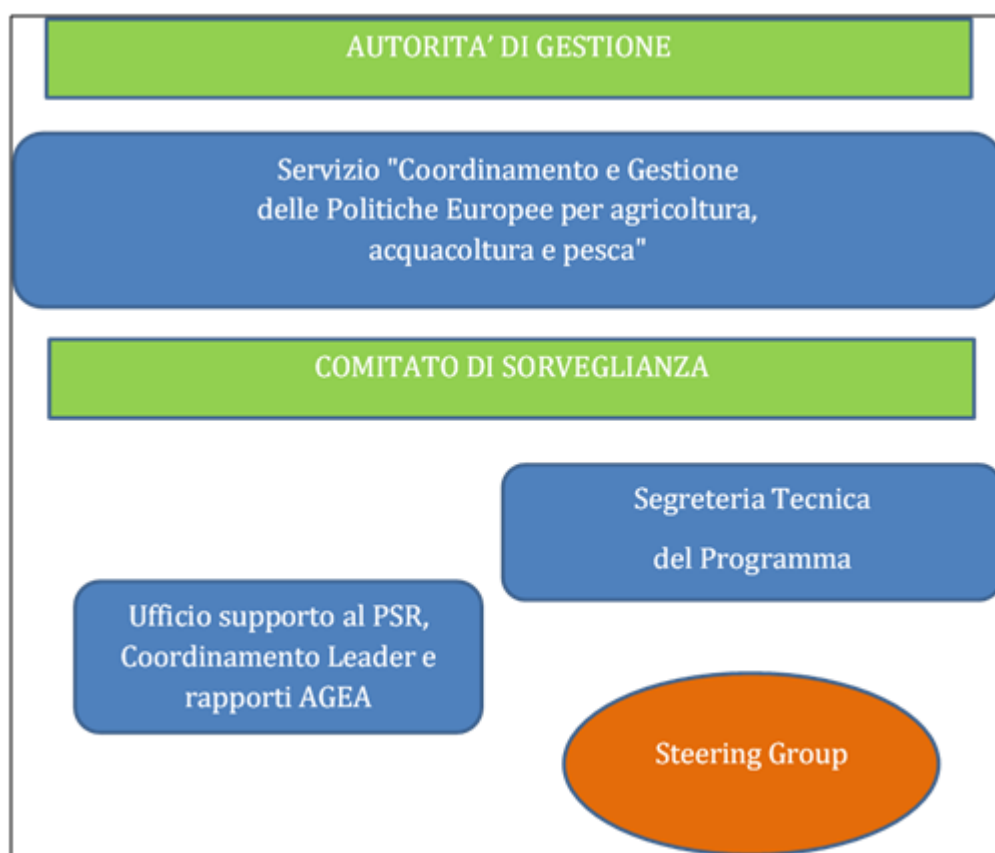 AUTORITA’ DI GESTIONE
Servizio "Coordinamento e Gestione
delle Politiche Europee per agricoltura,
acquacoltura e pesca"
COMITATO DI SORVEGLIANZA
Segreteria Tecnica
del Programma
Ufficio supporto al PSR,
Coordinamento Leader e
rapporti AGEA
Steering Group